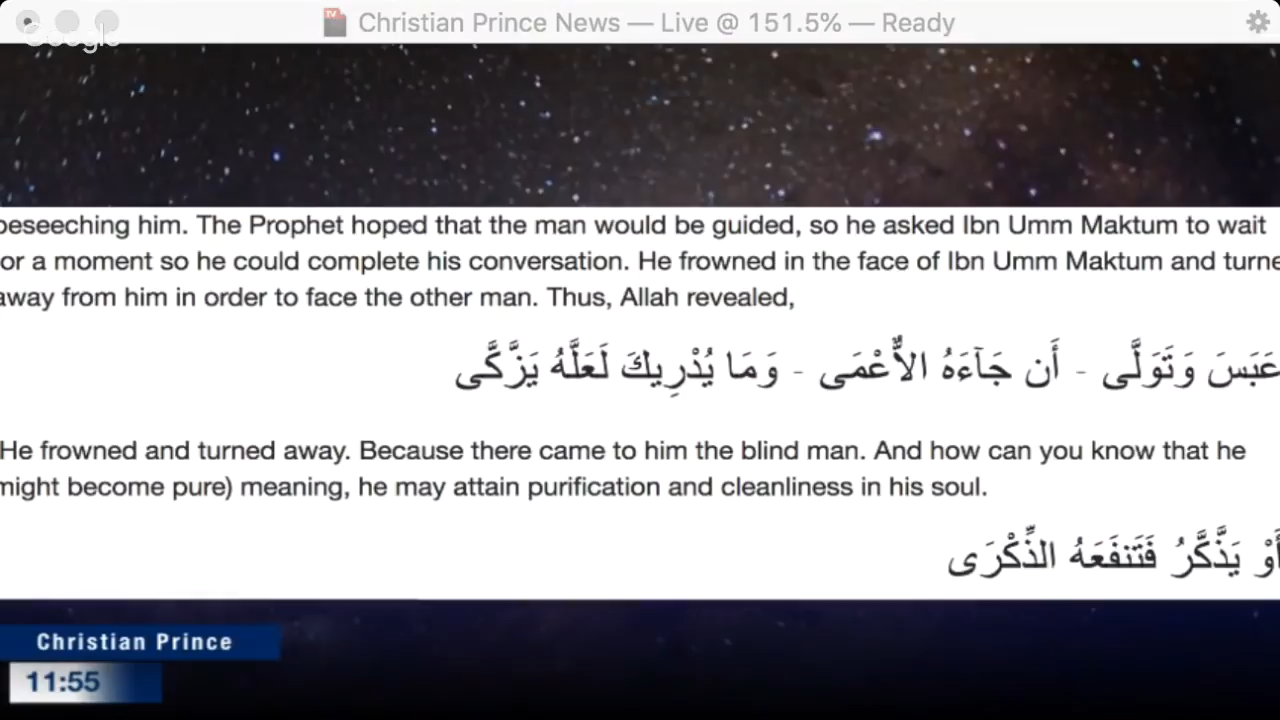 Christian Prince News — Live @ 151.5% — Ready
Google
beseeching him. The Prophet hoped that the man would be guided, so he asked Ibn Umm Maktum to wait
or a moment so he could complete his conversation. He frowned in the face of Ibn Umm Maktum and turne
away from him in order to face the other man. Thus, Allah revealed,
عَبَسَ وَتَوَلَّى - أَن جَآءَهُ الاٌّعْمَى - وَمَا يُدْرِيكَ لَعَلَّهُ يَزَّكَّى
He frowned and turned away. Because there came to him the blind man. And how can you know that he
might become pure) meaning, he may attain purification and cleanliness in his soul.
أَوْ يَذَّكَّرُ فَتَنفَعَهُ الذِّكْرَى
Christian Prince
11:55